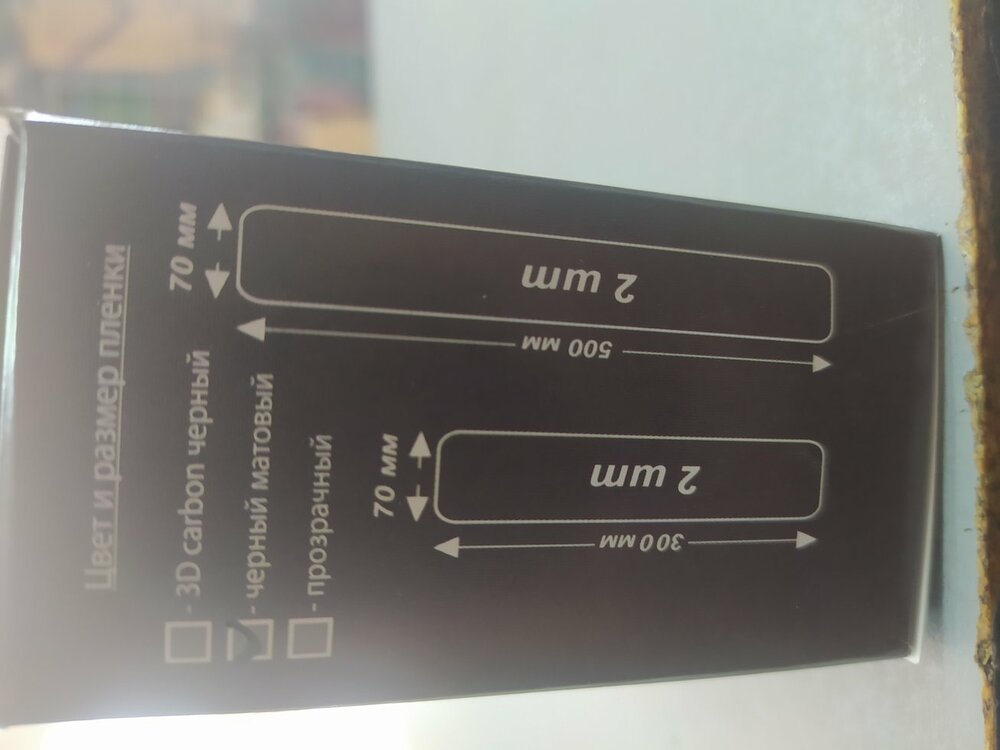 Цвет и размер пленки
- 3D carbon черный
- черный матовый
- прозрачный
70 мм
2 шт
300 мм
70 мм
2 шт
500 мм